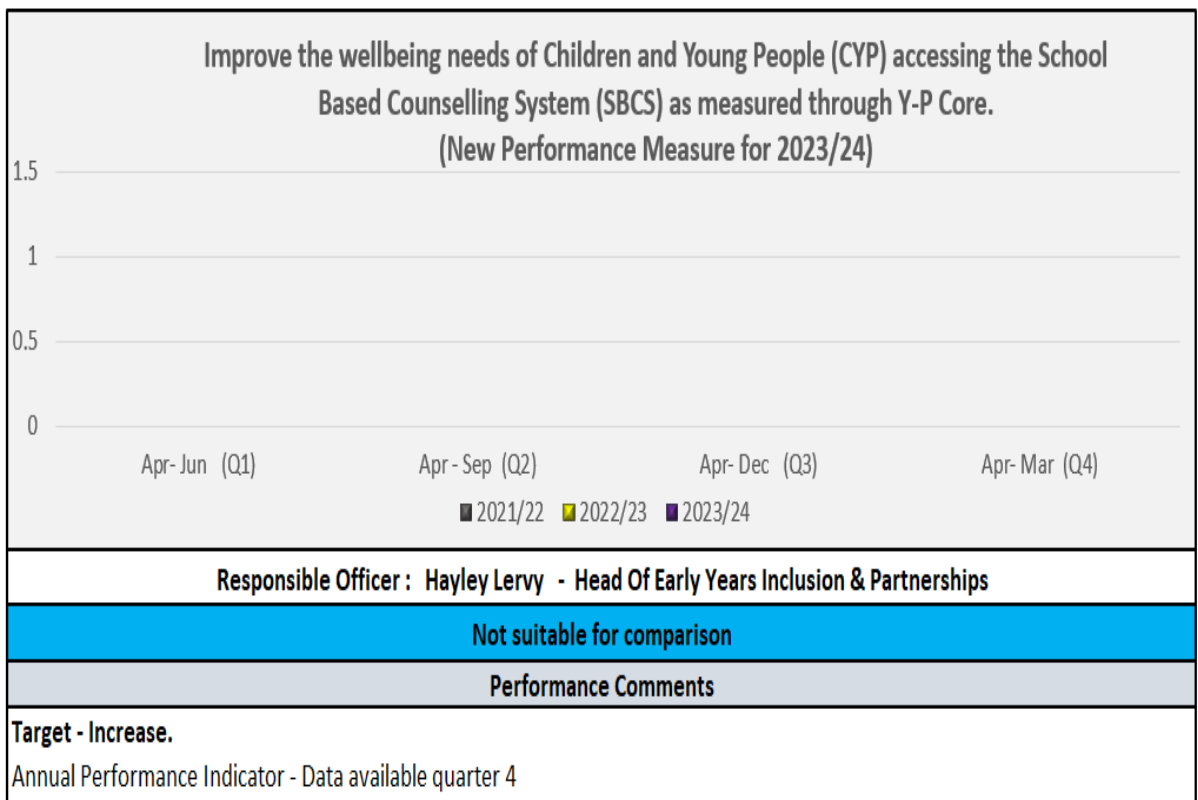 Improve the wellbeing needs of Children and Young People (CYP) accessing the School
Based Counselling System (SBCS) as measured through Y-P Core.
(New Performance Measure for 2023/24)
1.5
1
0.5
0
Apr- Jun (Q1) Apr - Sep (Q2) Apr- Dec (Q3) Apr- Mar (Q4)
2021/22 2022/23 2023/24
Responsible Officer : Hayley Lervy - Head Of Early Years Inclusion & Partnerships
Not suitable for comparison
Performance Comments
Target - Increase.
Annual Performance Indicator - Data available quarter 4